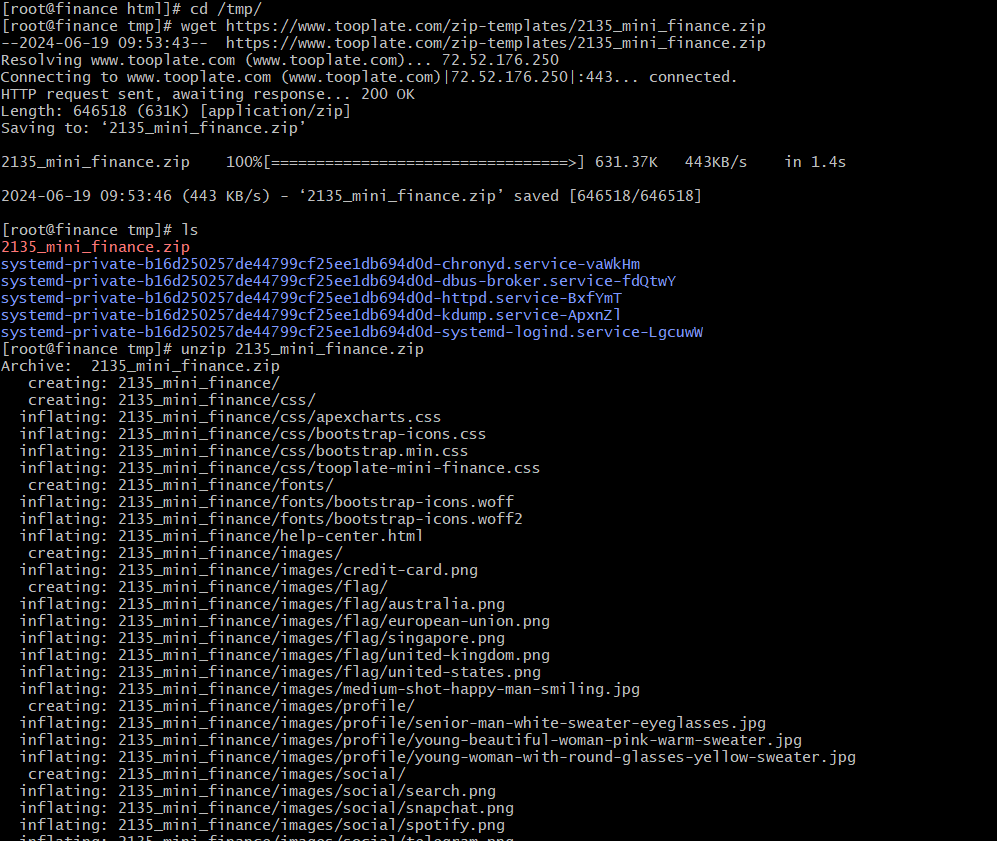 [root@finance html]# cd /tmp/
[root@finance tmp]# wget https://www.tooplate.com/zip-templates/2135_mini_finance.zip
--2024-06-19 09:53:43--  https://www.tooplate.com/zip-templates/2135_mini_finance.zip
Resolving www.tooplate.com (www.tooplate.com)... 72.52.176.250
Connecting to www.tooplate.com (www.tooplate.com)|72.52.176.250|:443... connected.
HTTP request sent, awaiting response... 200 OK
Length: 646518 (631K) [application/zip]
Saving to: ‘2135_mini_finance.zip’
2135_mini_finance.zip    100%[=================================>] 631.37K   443KB/s    in 1.4s
2024-06-19 09:53:46 (443 KB/s) - ‘2135_mini_finance.zip’ saved [646518/646518]
[root@finance tmp]# ls
2135_mini_finance.zip
systemd-private-b16d250257de44799cf25ee1db694d0d-chronyd.service-vaWkHm
systemd-private-b16d250257de44799cf25ee1db694d0d-dbus-broker.service-fdQtwY
systemd-private-b16d250257de44799cf25ee1db694d0d-httpd.service-BxfYmT
systemd-private-b16d250257de44799cf25ee1db694d0d-kdump.service-ApxnZl
systemd-private-b16d250257de44799cf25ee1db694d0d-systemd-logind.service-LgcuwW
[root@finance tmp]# unzip 2135_mini_finance.zip
Archive:  2135_mini_finance.zip
   creating: 2135_mini_finance/
   creating: 2135_mini_finance/css/
  inflating: 2135_mini_finance/css/apexcharts.css
  inflating: 2135_mini_finance/css/bootstrap-icons.css
  inflating: 2135_mini_finance/css/bootstrap.min.css
  inflating: 2135_mini_finance/css/tooplate-mini-finance.css
   creating: 2135_mini_finance/fonts/
  inflating: 2135_mini_finance/fonts/bootstrap-icons.woff
  inflating: 2135_mini_finance/fonts/bootstrap-icons.woff2
  inflating: 2135_mini_finance/help-center.html
   creating: 2135_mini_finance/images/
  inflating: 2135_mini_finance/images/credit-card.png
   creating: 2135_mini_finance/images/flag/
  inflating: 2135_mini_finance/images/flag/australia.png
  inflating: 2135_mini_finance/images/flag/european-union.png
  inflating: 2135_mini_finance/images/flag/singapore.png
  inflating: 2135_mini_finance/images/flag/united-kingdom.png
  inflating: 2135_mini_finance/images/flag/united-states.png
  inflating: 2135_mini_finance/images/medium-shot-happy-man-smiling.jpg
   creating: 2135_mini_finance/images/profile/
  inflating: 2135_mini_finance/images/profile/senior-man-white-sweater-eyeglasses.jpg
  inflating: 2135_mini_finance/images/profile/young-beautiful-woman-pink-warm-sweater.jpg
  inflating: 2135_mini_finance/images/profile/young-woman-with-round-glasses-yellow-sweater.jpg
   creating: 2135_mini_finance/images/social/
  inflating: 2135_mini_finance/images/social/search.png
  inflating: 2135_mini_finance/images/social/snapchat.png
  inflating: 2135_mini_finance/images/social/spotify.png
  inflating: 2135_mini_finance/images/social/telegram.png